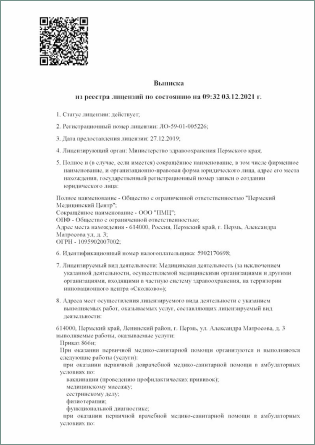 Выписка
из реестра лицензий по состоянию на 09:32 03.12.2021 г.
1. Статус лицензии: действует;
2. Регистрационный номер лицензии: ЛО-59-01-005226;
3. Дата предоставления лицензии: 27.12.2019;
4. Лицензирующий орган: Министерство здравоохранения Пермского края;
5. Полное и (в случае, если имеется) сокращённое наименование, в том числе фирменное
наименование, и организационно-правовая форма юридического лица, адрес его места
нахождения, государственный регистрационный номер записи о создании
юридического лица:
Полное наименование - Общество с ограниченной ответственностью "Пермский
Медицинский Центр";
Сокращённое наименование - ООО "ПМЦ";
ОПФ - Общество с ограниченной ответственностью;
Адрес места нахождения - 614000, Россия, Пермский край, г. Пермь, Александра
Матросова ул, д. 3;
ОГРН - 1095902007002;
6. Идентификационный номер налогоплательщика: 5902170698;
7. Лицензируемый вид деятельности: Медицинская деятельность (за исключением
указанной деятельности, осуществляемой медицинскими организациями и другими
организациями, входящими в частную систему здравоохранения, на территории
инновационного центра «Сколково»);
8. Адреса мест осуществления лицензируемого вида деятельности с указанием
выполняемых работ, оказываемых услуг, составляющих лицензируемый вид
деятельности:
614000, Пермский край, Ленинский район, г. Пермь, ул. Александра Матросова, д. 3
выполняемые работы, оказываемые услуги:
Приказ 866н;
При оказании первичной медико-санитарной помощи организуются и выполняются
следующие работы (услуги):
при оказании первичной доврачебной медико-санитарной помощи в амбулаторных
условиях по:
вакцинации (проведению профилактических прививок);
медицинскому массажу;
сестринскому делу;
физиотерапии;
функциональной диагностике;
при оказании первичной врачебной медико-санитарной помощи в амбулаторных
условиях по: